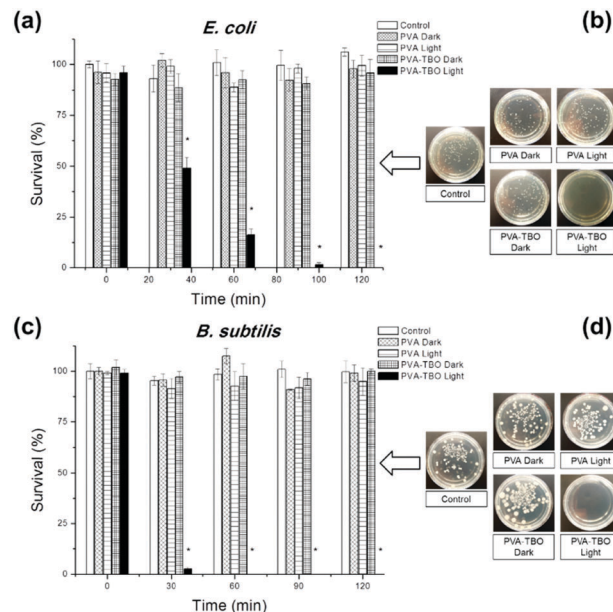 (a)
E. coli
Control
PVA Dark
PVA Light
PVA-TBO Dark
PVA-TBO Light
Survival (%)
100
75
50
25
0
* * * *
0 20 40 60 80 100 120
Time (min)
(b)
Control
PVA Dark
PVA Light
PVA-TBO
Dark
PVA-TBO
Light
(c)
B. subtilis
Control
PVA Dark
PVA Light
PVA-TBO Dark
PVA-TBO Light
Survival (%)
100
75
50
25
0
* * * *
0 30 60 90 120
Time (min)
(d)
Control
PVA Dark
PVA Light
PVA-TBO
Dark
PVA-TBO
Light